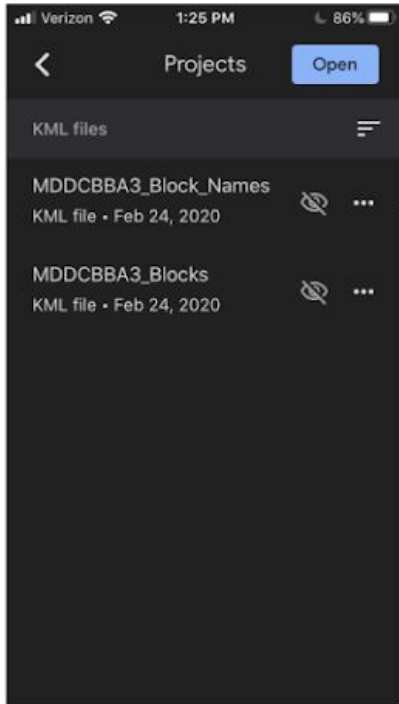 Verizon 1:25 PM 86%
Projects Open
KML files
MDDCBBA3_Block_Names
KML file • Feb 24, 2020
MDDCBBA3_Blocks
KML file • Feb 24, 2020